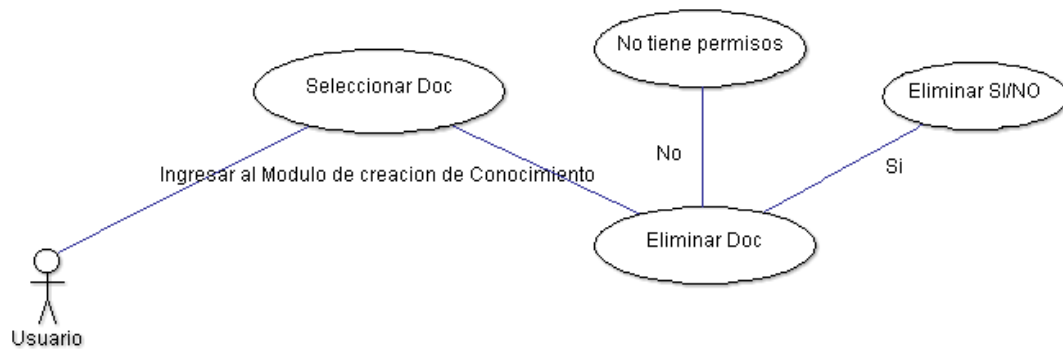 No tiene permisos
Seleccionar Doc
Eliminar SI/NO
No
Si
Ingresar al Modulo de creacion de Conocimiento
Eliminar Doc
Usuario